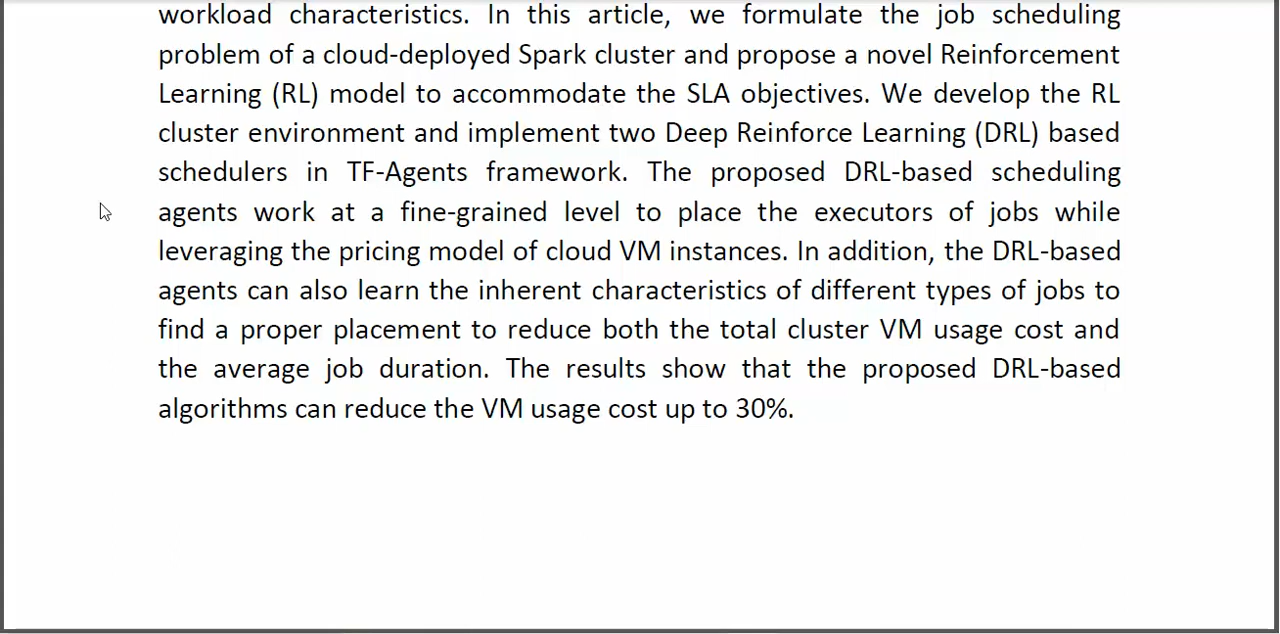 workload characteristics. In this article, we formulate the job scheduling
problem of a cloud-deployed Spark cluster and propose a novel Reinforcement
Learning (RL) model to accommodate the SLA objectives. We develop the RL
cluster environment and implement two Deep Reinforce Learning (DRL) based
schedulers in TF-Agents framework. The proposed DRL-based scheduling
agents work at a fine-grained level to place the executors of jobs while
leveraging the pricing model of cloud VM instances. In addition, the DRL-based
agents can also learn the inherent characteristics of different types of jobs to
find a proper placement to reduce both the total cluster VM usage cost and
the average job duration. The results show that the proposed DRL-based
algorithms can reduce the VM usage cost up to 30%.